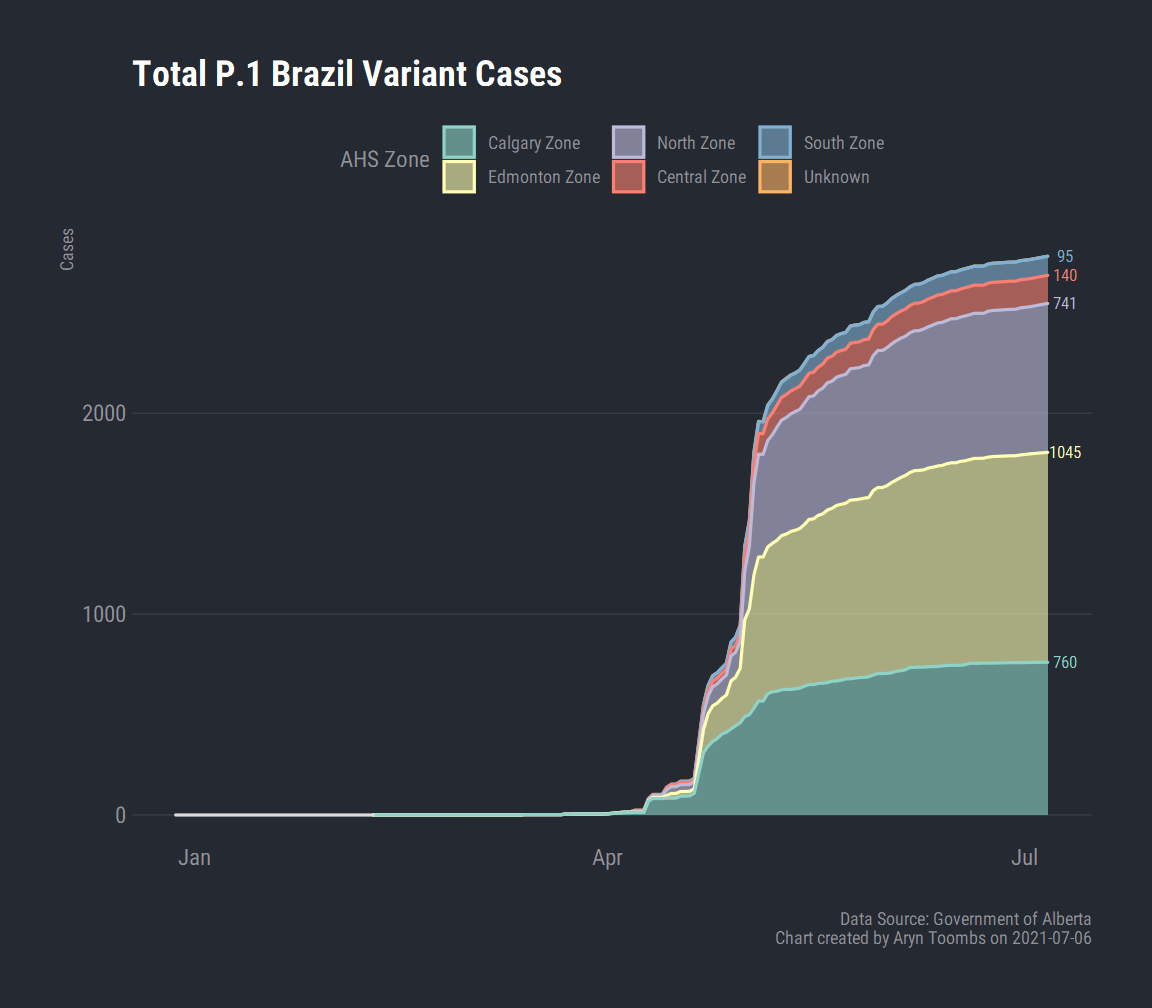 Total P.1 Brazil Variant Cases
AHS Zone
Calgary Zone
North Zone
South Zone
Edmonton Zone
Central Zone
Unknown
Cases
95
140
741
2000
1045
1000
760
0
Jan
Apr
Jul
Data Source: Government of Alberta
Chart created by Aryn Toombs on 2021-07-06